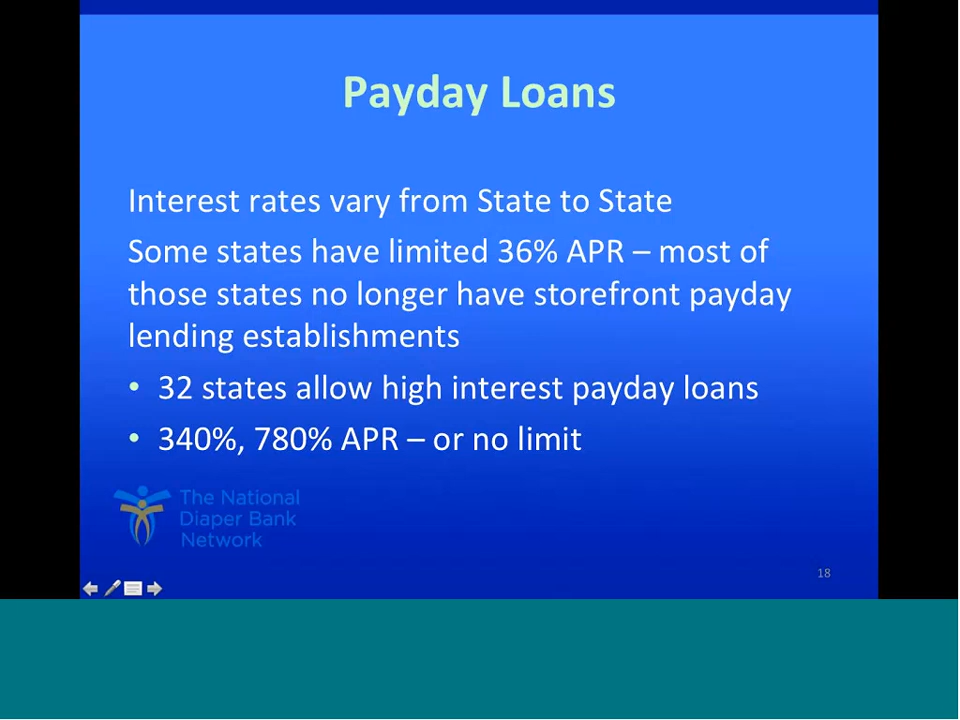 Payday Loans
Interest rates vary from State to State
Some states have limited 36% APR – most of
those states no longer have storefront payday
lending establishments
• 32 states allow high interest payday loans
• 340%, 780% APR – or no limit
The National
Diaper Bank
Network
18